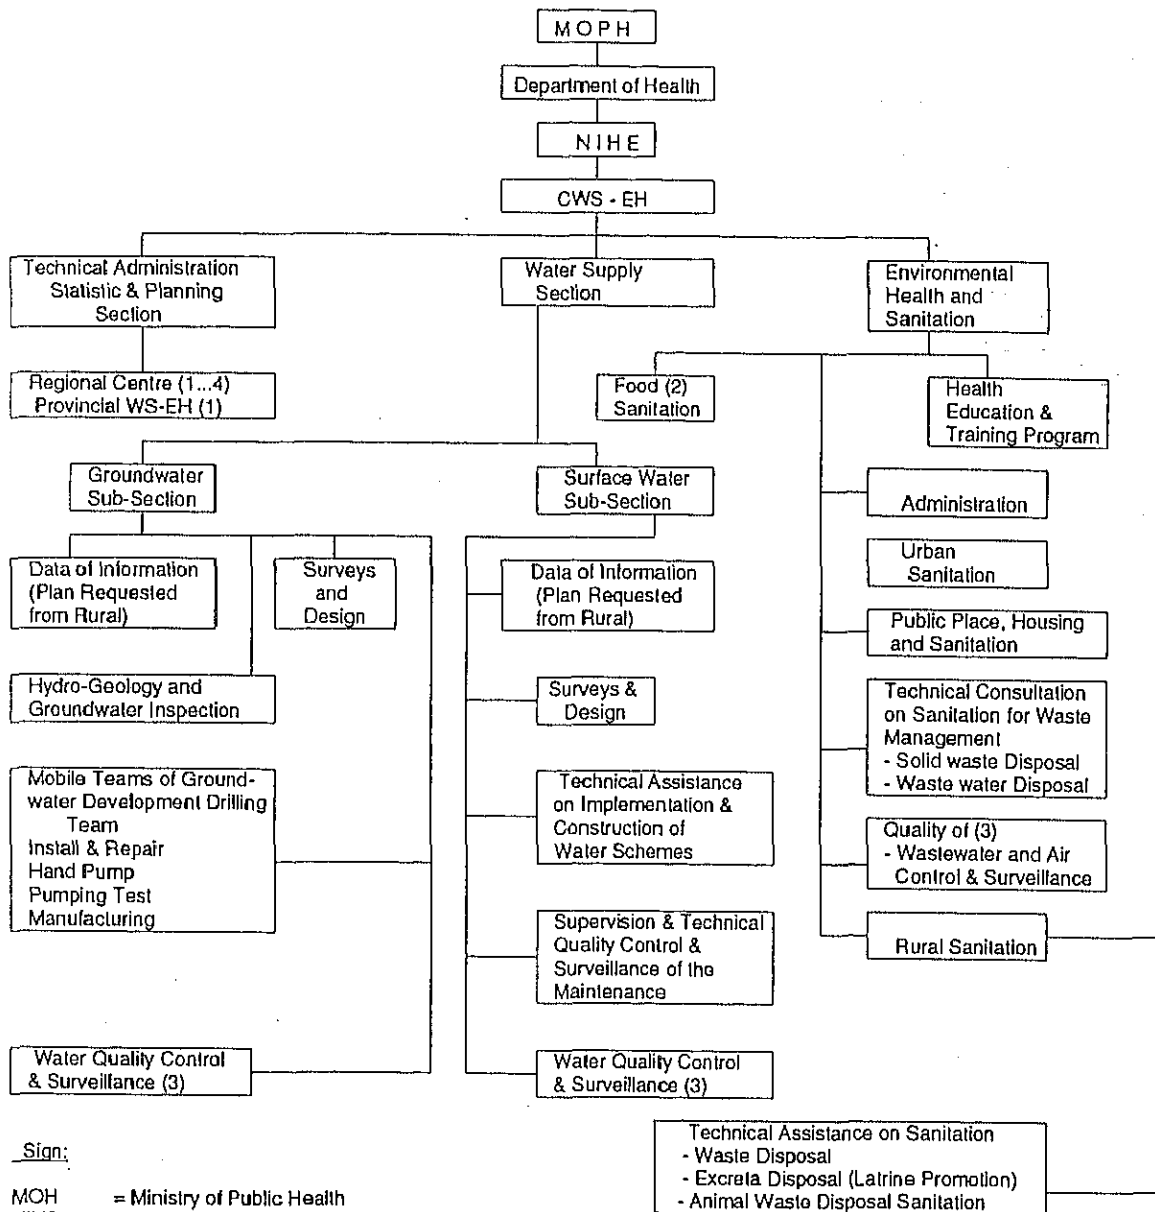 MOPH
Department of Health
NIHE
CWS - EH
Technical Administration
Statistic & Planning
Section
Water Supply
Section
Environmental
Health and
Sanitation
Regional Centre (1...4)
Provincial WS-EH (1)
Food (2)
Sanitation
Health
Education &
Training Program
Groundwater
Sub-Section
Surface Water
Sub-Section
Administration
Urban
Sanitation
Data of Information
(Plan Requested
from Rural)
Surveys
and
Design
Data of Information
(Plan Requested
from Rural)
Public Place, Housing
and Sanitation
Hydro-Geology and
Groundwater Inspection
Surveys &
Design
Technical Consultation
on Sanitation for Waste
Management
- Solid waste Disposal
- Waste water Disposal
Mobile Teams of Ground-
water Development Drilling
Team
Install & Repair
Hand Pump
Pumping Test
Manufacturing
Technical Assistance
on Implementation &
Construction of
Water Schemes
Quality of (3)
- Wastewater and Air
Control & Surveillance
Supervision & Technical
Quality Control &
Surveillance of the
Maintenance
Rural Sanitation
Water Quality Control
& Surveillance (3)
Water Quality Control
& Surveillance (3)
Technical Assistance on Sanitation
- Waste Disposal
- Excreta Disposal (Latrine Promotion)
- Animal Waste Disposal Sanitation
Sign:
MOH = Ministry of Public Health